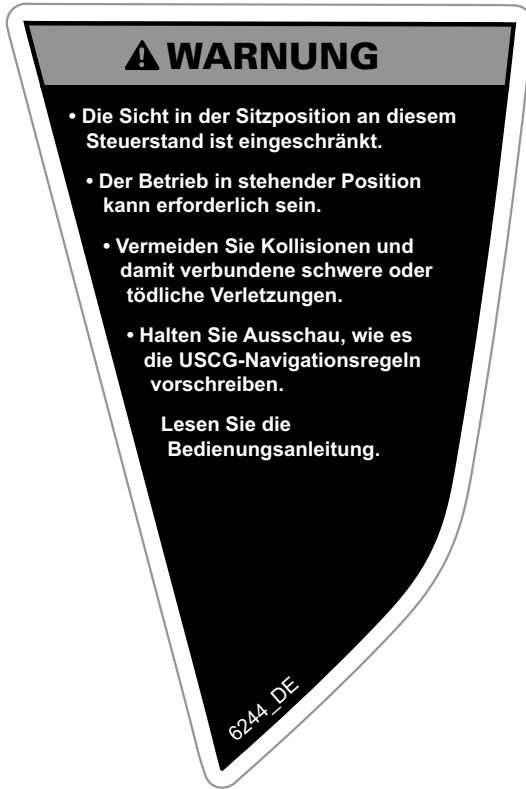 WARNUNG
• Die Sicht in der Sitzposition an diesem
Steuerstand ist eingeschränkt.
• Der Betrieb in stehender Position
kann erforderlich sein.
• Vermeiden Sie Kollisionen und
damit verbundene schwere oder
tödliche Verletzungen.
• Halten Sie Ausschau, wie es
die USCG-Navigationsregeln
vorschreiben.
Lesen Sie die
Bedienungsanleitung.
6244_DE